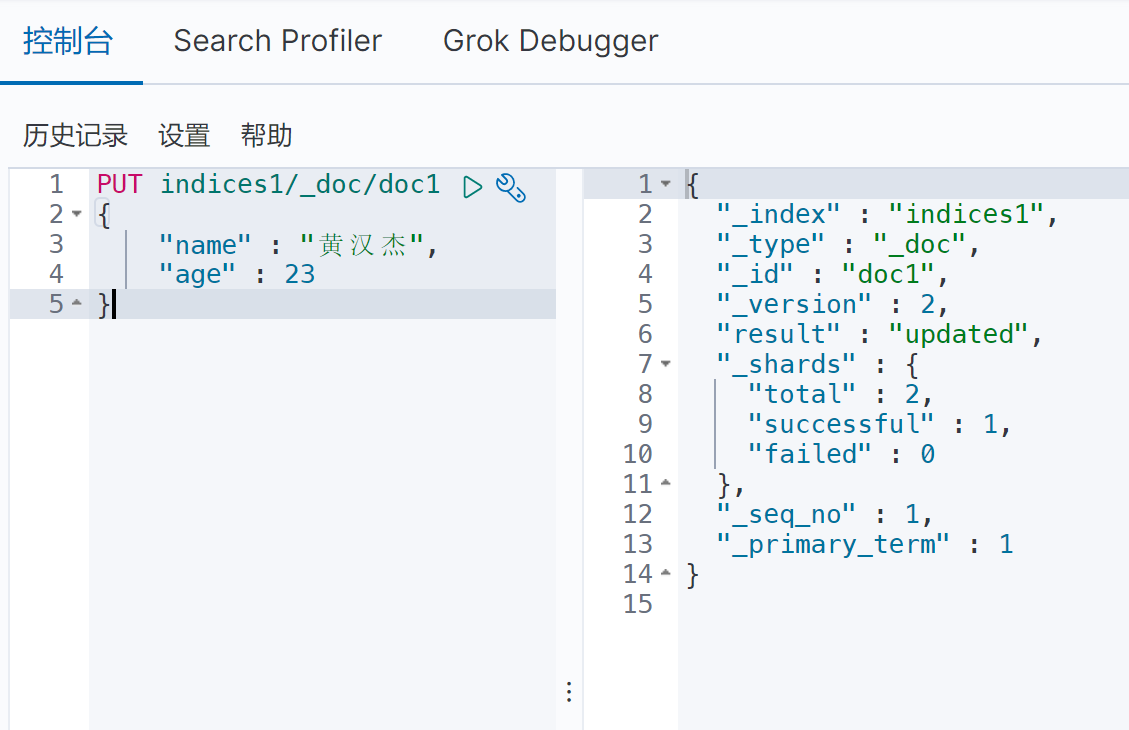 控制台 Search Profiler Grok Debugger
历史记录 设置 帮助
1 PUT indices1/_doc/doc1
2 {
3 "name" : "黄汉杰",
4 "age" : 23
5 }
1 {
2 "_index" : "indices1",
3 "_type" : "_doc",
4 "_id" : "doc1",
5 "_version" : 2,
6 "result" : "updated",
7 "_shards" : {
8 "total" : 2,
9 "successful" : 1,
10 "failed" : 0
11 },
12 "_seq_no" : 1,
13 "_primary_term" : 1
14 }
15